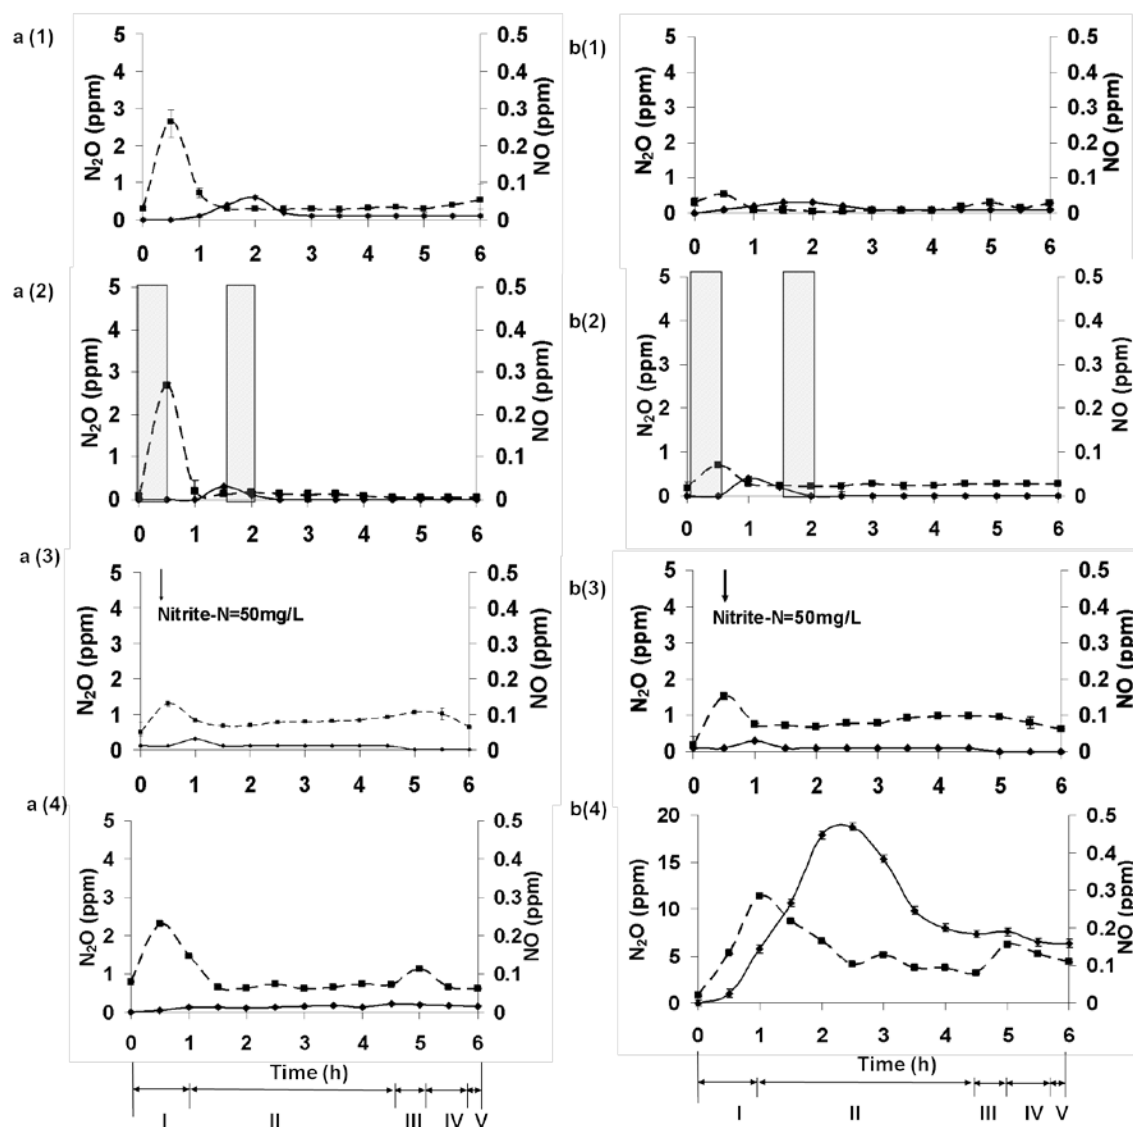 a (1)
N₂O (ppm)
5
4
3
2
1
0
0.5
0.4
0.3
0.2
0.1
0
NO (ppm)
0 1 2 3 4 5 6
b(1)
N₂O (ppm)
5
4
3
2
1
0
0.5
0.4
0.3
0.2
0.1
0
NO (ppm)
0 1 2 3 4 5 6
a (2)
N₂O (ppm)
5
4
3
2
1
0
0.5
0.4
0.3
0.2
0.1
0
NO (ppm)
0 1 2 3 4 5 6
b(2)
N₂O (ppm)
5
4
3
2
1
0
0.5
0.4
0.3
0.2
0.1
0
NO (ppm)
0 1 2 3 4 5 6
a (3)
N₂O (ppm)
5
4
3
2
1
0
Nitrite-N=50mg/L
0.5
0.4
0.3
0.2
0.1
0
NO (ppm)
0 1 2 3 4 5 6
b(3)
N₂O (ppm)
5
4
3
2
1
0
Nitrite-N=50mg/L
0.5
0.4
0.3
0.2
0.1
0
NO (ppm)
0 1 2 3 4 5 6
a (4)
N₂O (ppm)
5
4
3
2
1
0
0.5
0.4
0.3
0.2
0.1
0
NO (ppm)
0 1 2 3 4 5 6
Time (h)
I II III IV V
b(4)
N₂O (ppm)
20
15
10
5
0
0.5
0.4
0.3
0.2
0.1
0
NO (ppm)
0 1 2 3 4 5 6
Time (h)
I II III IV V